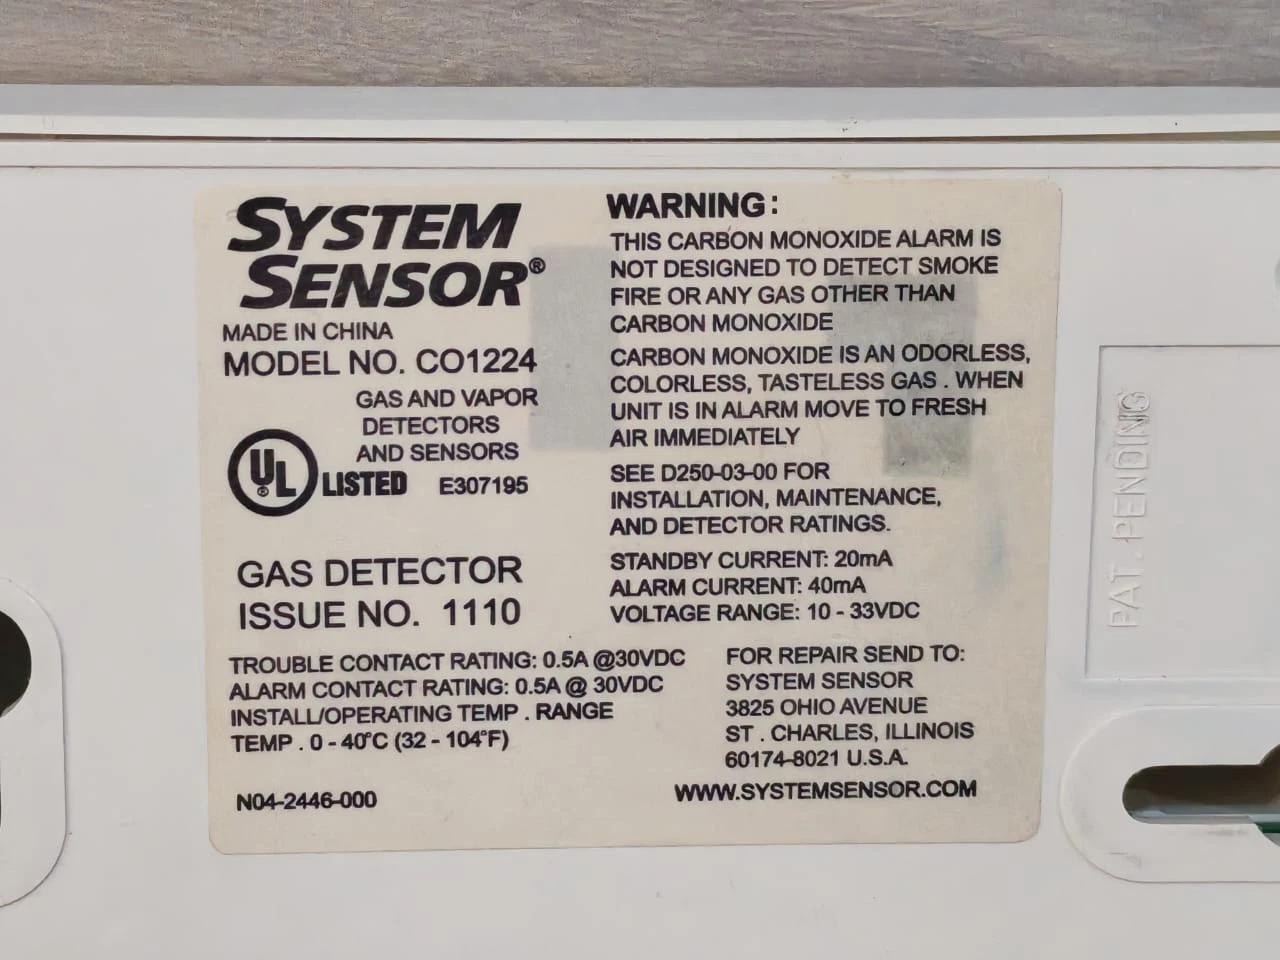 SYSTEM
SENSOR®
MADE IN CHINA
MODEL NO. CO1224
GAS AND VAPOR
DETECTORS
AND SENSORS
UL® LISTED E307195
GAS DETECTOR
ISSUE NO. 1110
WARNING:
THIS CARBON MONOXIDE ALARM IS
NOT DESIGNED TO DETECT SMOKE
FIRE OR ANY GAS OTHER THAN
CARBON MONOXIDE
CARBON MONOXIDE IS AN ODORLESS,
COLORLESS, TASTELESS GAS . WHEN
UNIT IS IN ALARM MOVE TO FRESH
AIR IMMEDIATELY
SEE D250-03-00 FOR
INSTALLATION, MAINTENANCE,
AND DETECTOR RATINGS.
STANDBY CURRENT: 20mA
ALARM CURRENT: 40mA
VOLTAGE RANGE: 10 - 33VDC
TROUBLE CONTACT RATING: 0.5A @30VDC
ALARM CONTACT RATING: 0.5A @ 30VDC
INSTALL/OPERATING TEMP . RANGE
TEMP . 0 - 40°C (32 - 104°F)
N04-2446-000
FOR REPAIR SEND TO:
SYSTEM SENSOR
3825 OHIO AVENUE
ST . CHARLES, ILLINOIS
60174-8021 U.S.A.
WWW.SYSTEMSENSOR.COM
PAT. PENDING